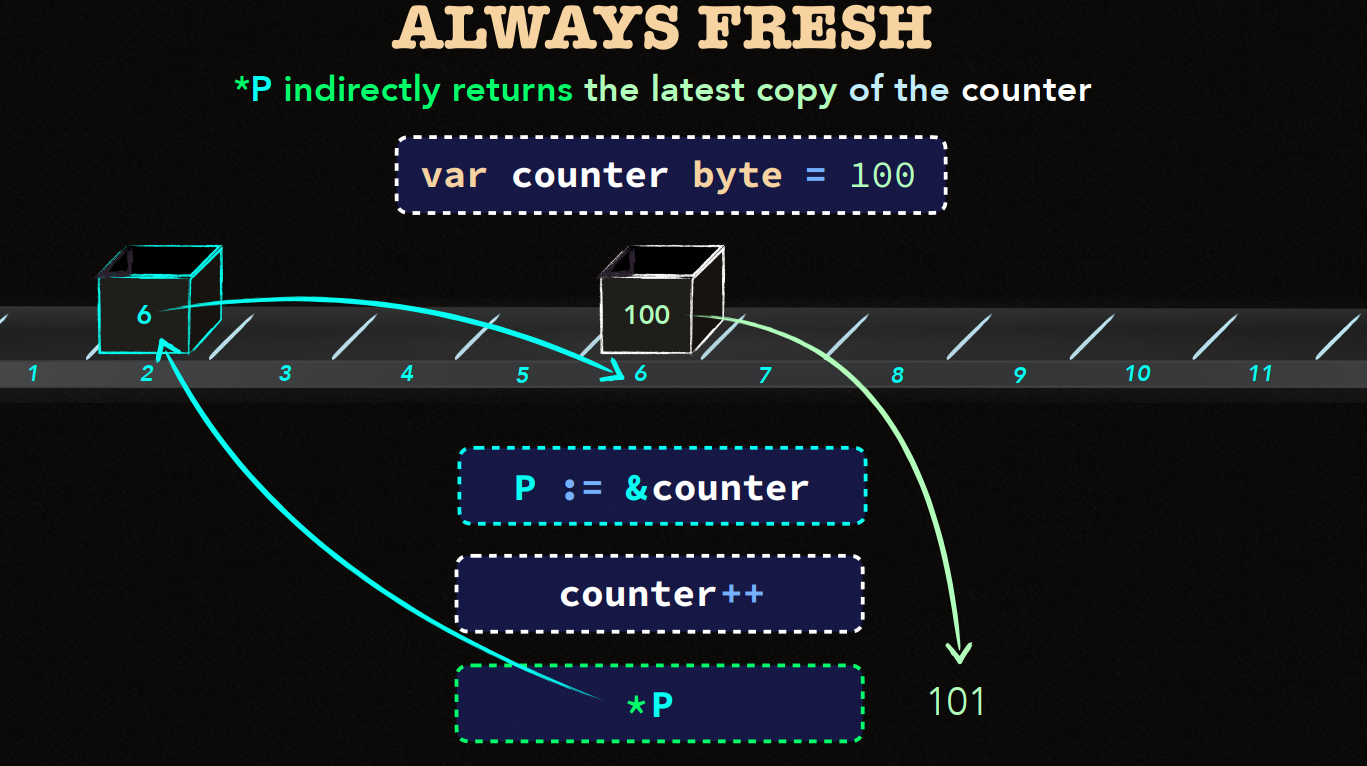 ALWAYS FRESH
*P indirectly returns the latest copy of the counter
var counter byte = 100
6 100
1 2 3 4 5 6 7 8 9 10 11
P := &counter
counter++
*P 101